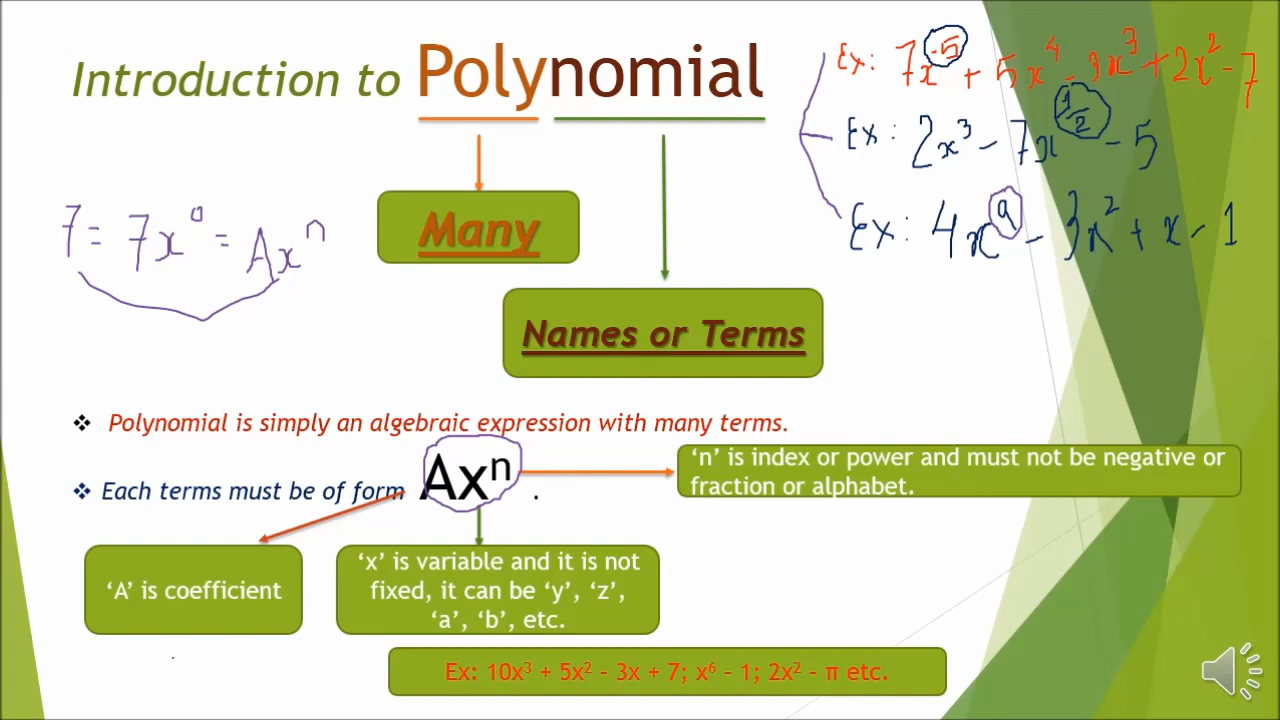 Introduction to Polynomial
Ex: 7x⁻⁵ + 5x⁴ - 3x³ + 2x² - 7
Ex: 2x³ - 7x^(1/2) - 5
Ex: 4x^a - 3x² + x - 1
7 = 7x⁰ = Axⁿ
Many
Names or Terms
❖ Polynomial is simply an algebraic expression with many terms.
❖ Each terms must be of form Axⁿ .
‘n’ is index or power and must not be negative or
fraction or alphabet.
‘A’ is coefficient
‘x’ is variable and it is not
fixed, it can be ‘y’, ‘z’,
‘a’, ‘b’, etc.
Ex: 10x³ + 5x² – 3x + 7; x⁶ – 1; 2x² – π etc.